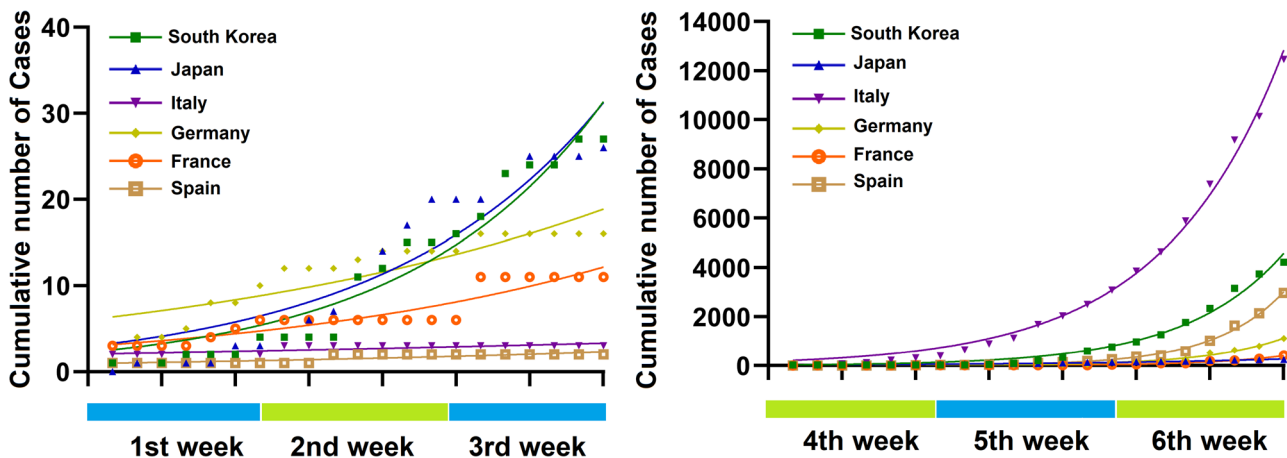 Cumulative number of Cases
40
30
20
10
0
South Korea
Japan
Italy
Germany
France
Spain
1st week
2nd week
3rd week
Cumulative number of Cases
14000
12000
10000
8000
6000
4000
2000
0
South Korea
Japan
Italy
Germany
France
Spain
4th week
5th week
6th week